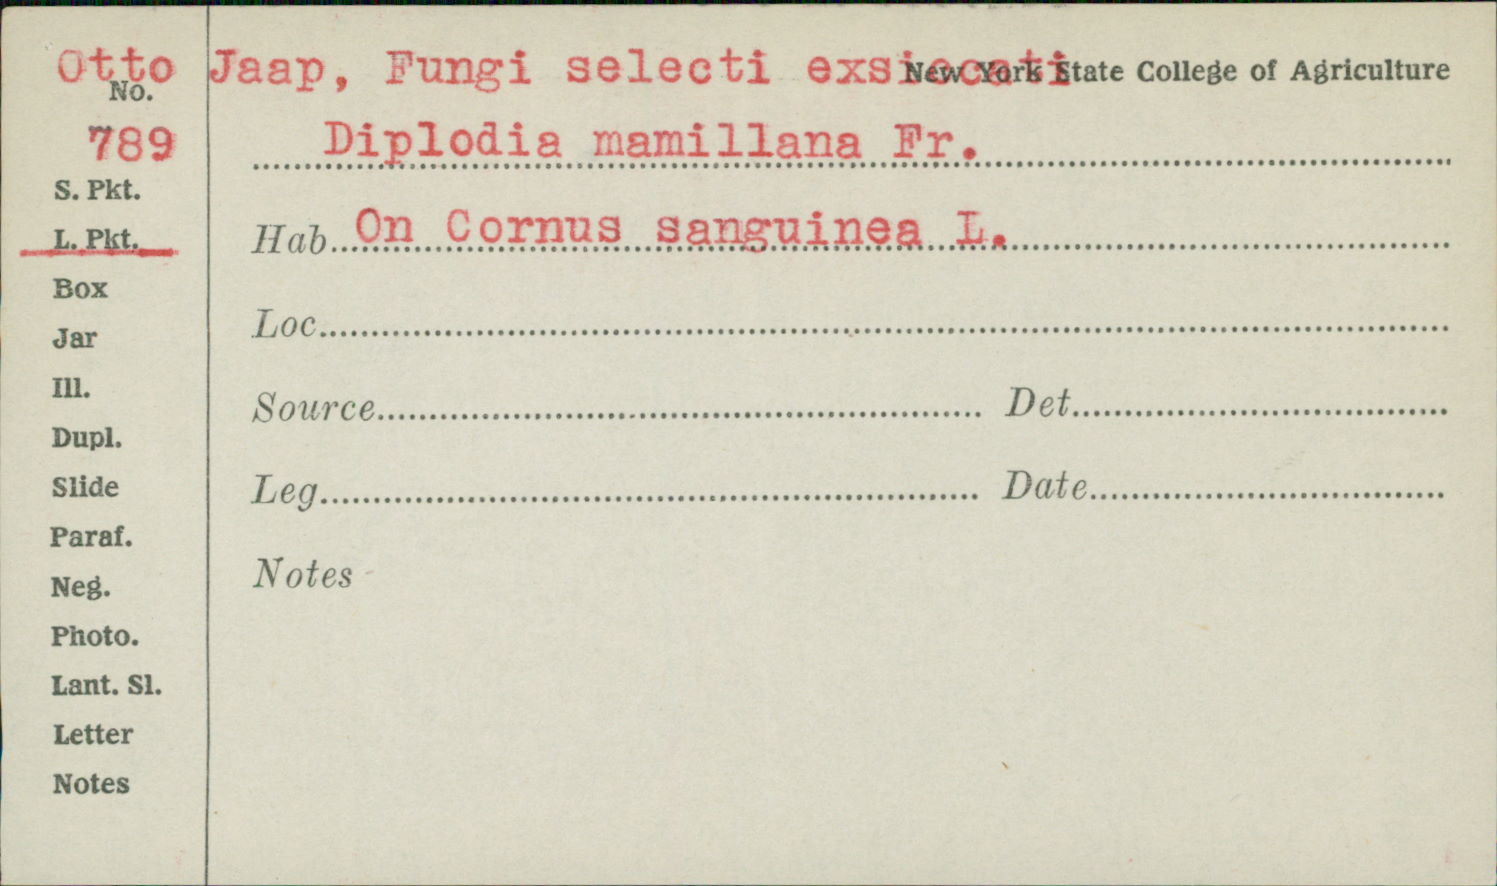 Otto Jaap, Fungi selecti exsiccati New York State College of Agriculture
No.
789 Diplodia mamillana Fr.
S. Pkt.
L. Pkt. Hab. On Cornus sanguinea L.
Box
Jar Loc.
Ill.
Dupl. Source Det.
Slide Leg. Date
Paraf.
Neg. Notes
Photo.
Lant. Sl.
Letter
Notes